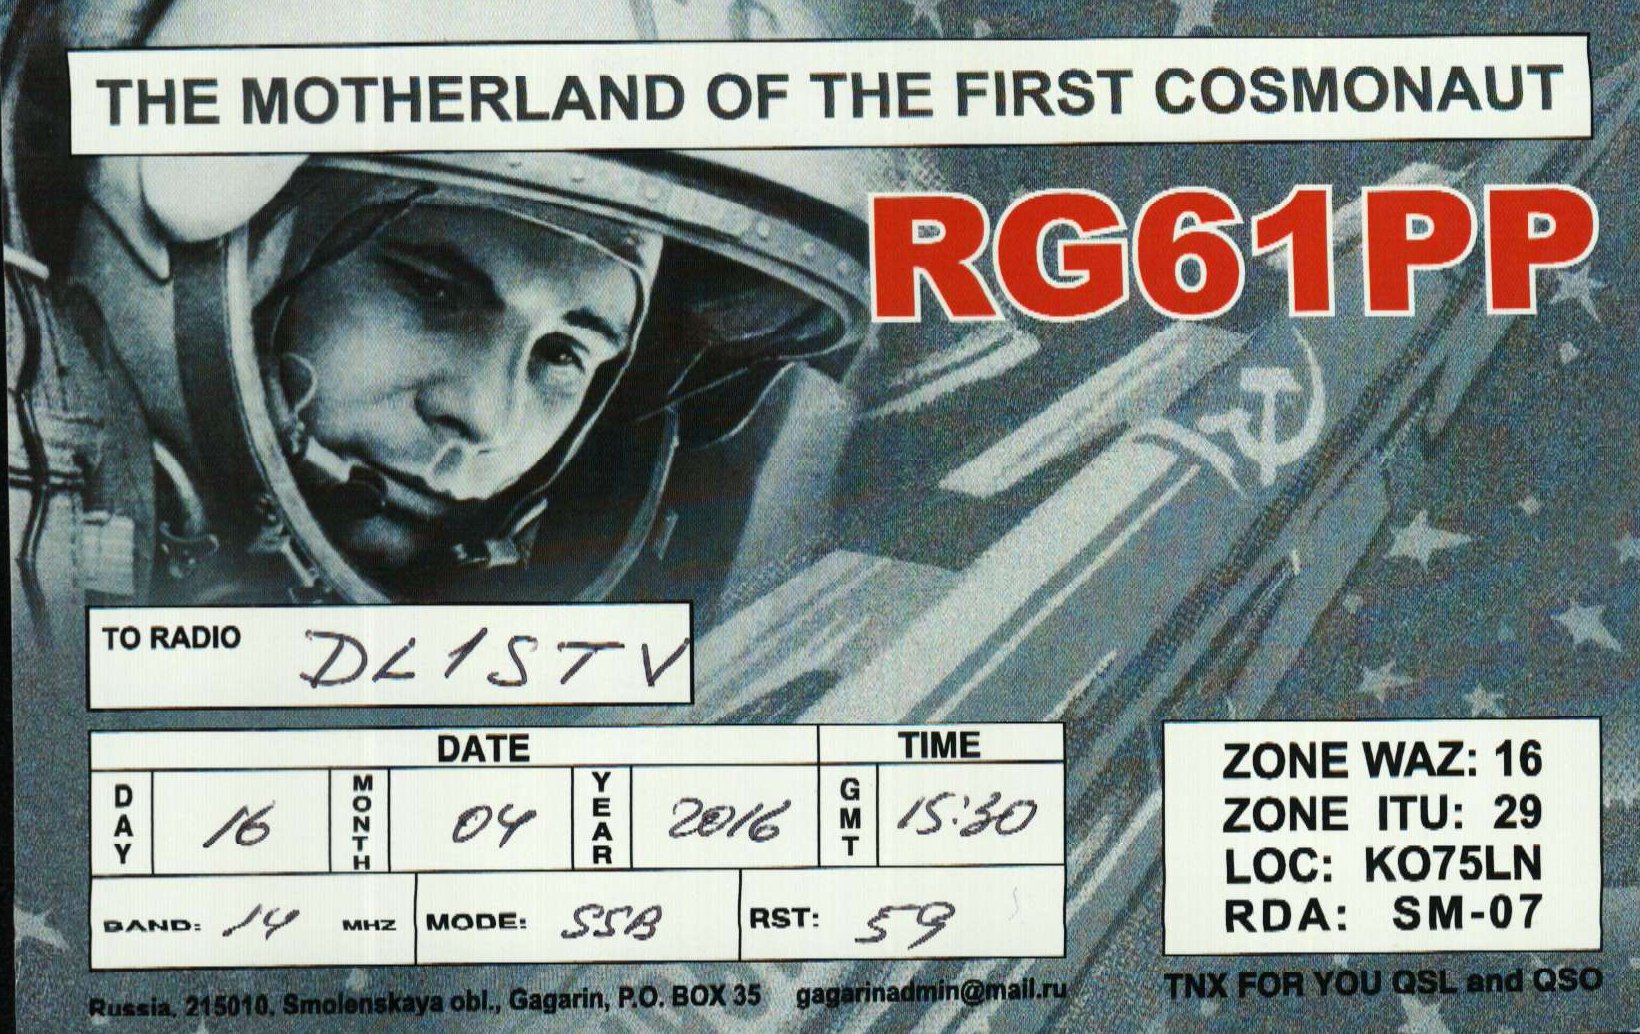 THE MOTHERLAND OF THE FIRST COSMONAUT
RG61PP
TO RADIO DL1STV
DATE TIME
DAY 16 MONTH 04 YEAR 2016 GMT 15:30
BAND: 14 MHZ MODE: SSB RST: 59
ZONE WAZ: 16
ZONE ITU: 29
LOC: KO75LN
RDA: SM-07
Russia, 215010, Smolenskaya obl., Gagarin, P.O. BOX 35 gagarinadmin@mail.ru
TNX FOR YOU QSL and QSO